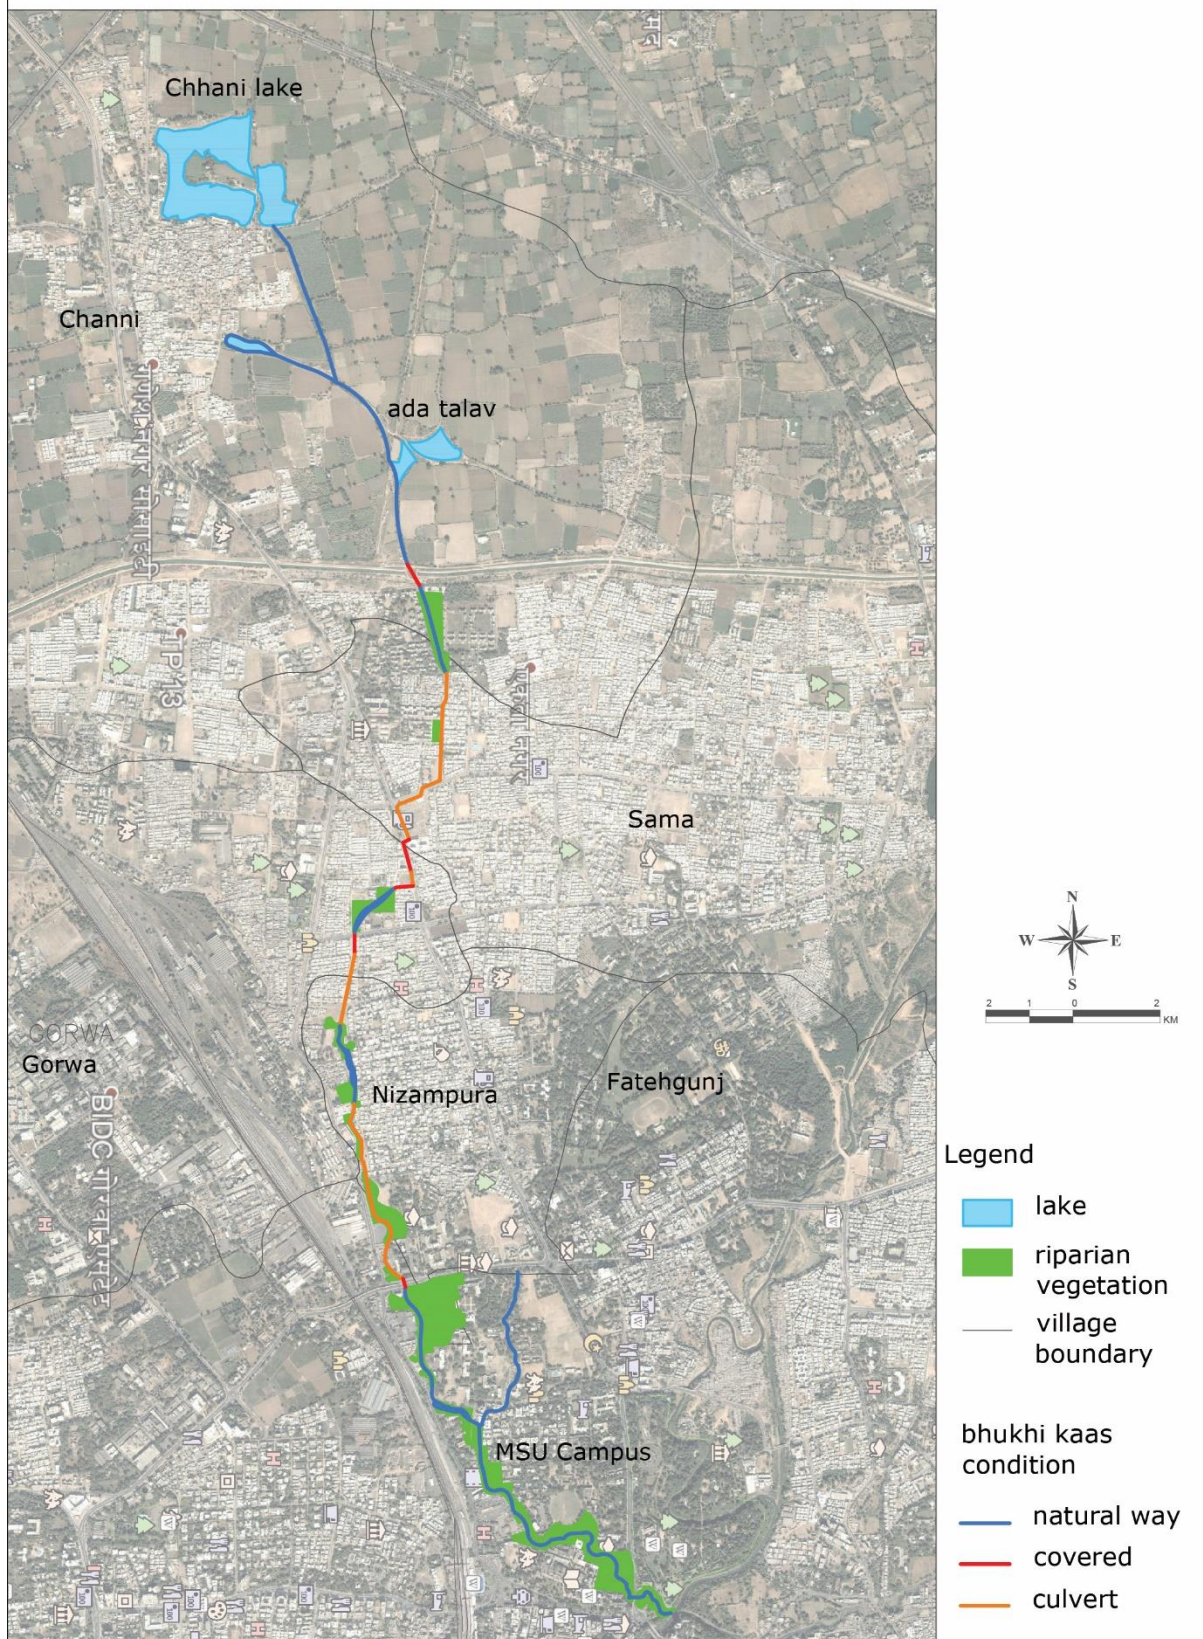 Chhani lake
Channi
ada talav
TP-13
Sama
N
W
E
S
2 1 0 2
KM
GORWA
Gorwa
Nizampura
Fatehgunj
Legend
lake
riparian
vegetation
village
boundary
MSU Campus
bhukhi kaas
condition
natural way
covered
culvert